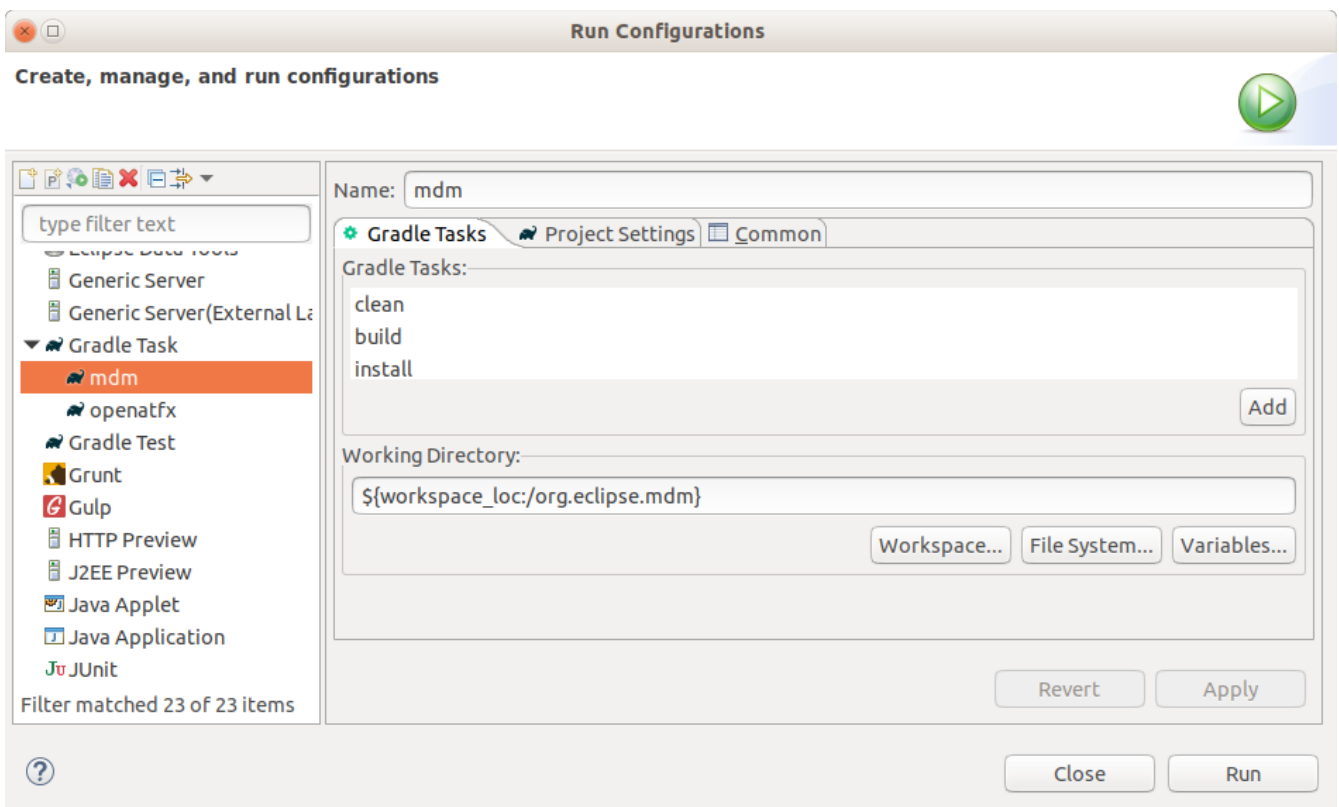 Run Configurations
Create, manage, and run configurations
type filter text
Eclipse Data Tools
Generic Server
Generic Server(External La
Gradle Task
mdm
openatfx
Gradle Test
Grunt
Gulp
HTTP Preview
J2EE Preview
Java Applet
Java Application
JUnit
Filter matched 23 of 23 items
Name: mdm
Gradle Tasks Project Settings Common
Gradle Tasks:
clean
build
install
Add
Working Directory:
${workspace_loc:/org.eclipse.mdm}
Workspace... File System... Variables...
Revert Apply
Close Run